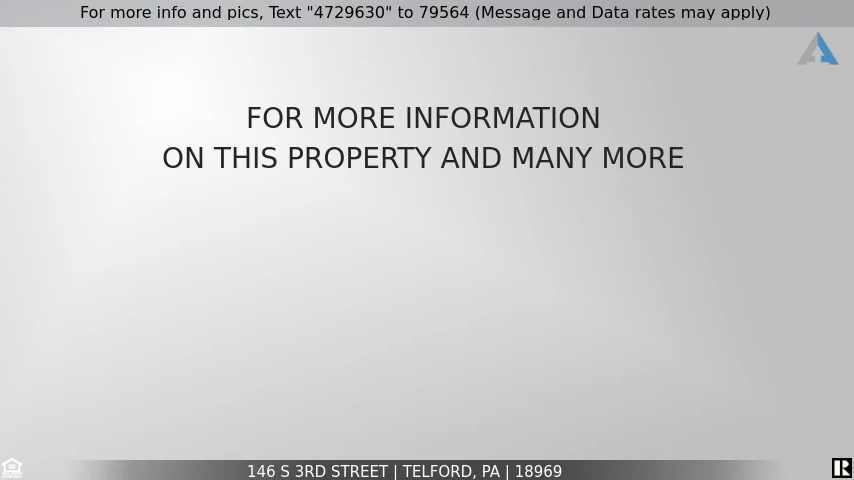 For more info and pics, Text "4729630" to 79564 (Message and Data rates may apply)
FOR MORE INFORMATION
ON THIS PROPERTY AND MANY MORE
146 S 3RD STREET | TELFORD, PA | 18969